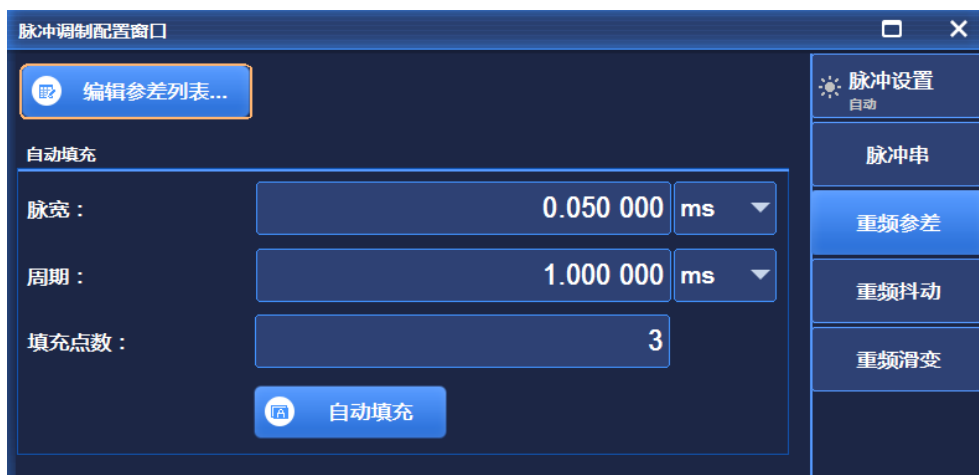 脉冲调制配置窗口
编辑参差列表...
脉冲设置
自动
自动填充
脉冲串
脉宽：
0.050 000 ms
重频参差
周期：
1.000 000 ms
重频抖动
填充点数：
3
重频滑变
自动填充